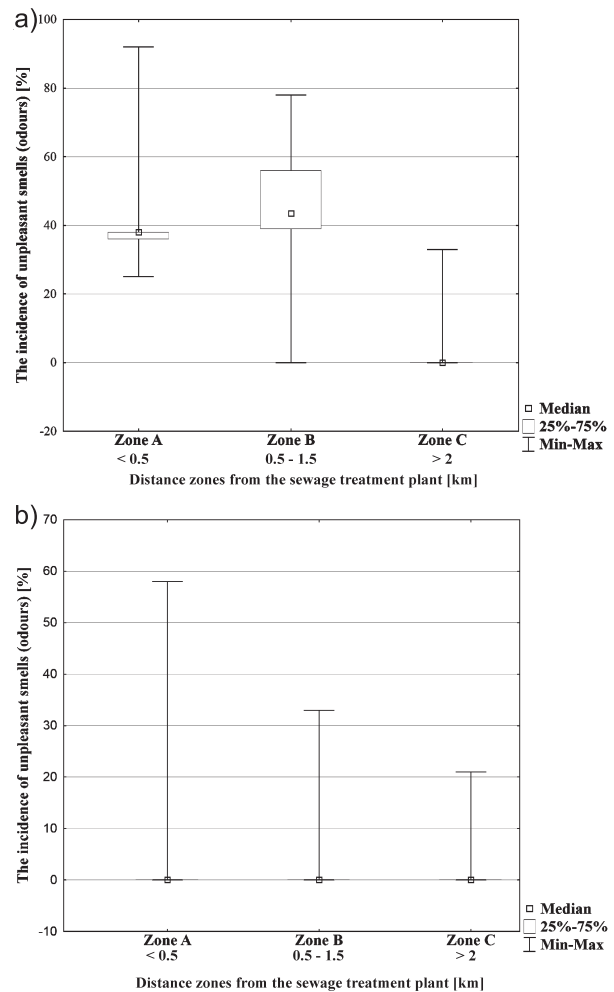 a)
The incidence of unpleasant smells (odours) [%]
100
80
60
40
20
0
-20
Zone A
Zone B
Zone C
< 0.5
0.5 - 1.5
> 2
Distance zones from the sewage treatment plant [km]
Median
25%-75%
Min-Max
b)
The incidence of unpleasant smells (odours) [%]
70
60
50
40
30
20
10
0
-10
Zone A
Zone B
Zone C
< 0.5
0.5 - 1.5
> 2
Distance zones from the sewage treatment plant [km]
Median
25%-75%
Min-Max